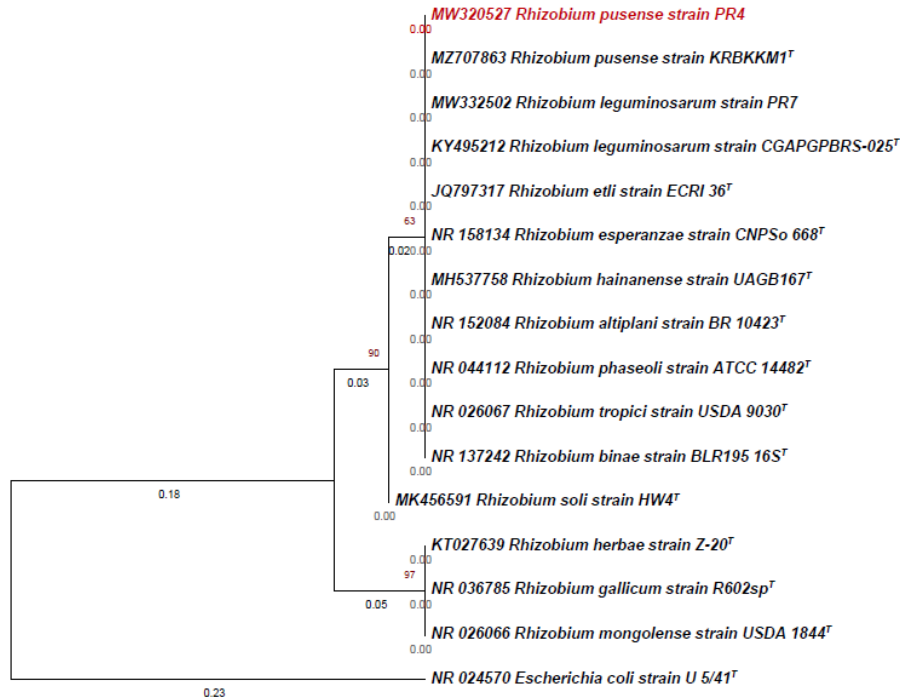 MW320527 Rhizobium pusense strain PR4
0.00
MZ707863 Rhizobium pusense strain KRBKKM1T
0.00
MW332502 Rhizobium leguminosarum strain PR7
0.00
KY495212 Rhizobium leguminosarum strain CGAPGPBRS-025T
0.00
JQ797317 Rhizobium etli strain ECRI 36T
0.00
63
NR 158134 Rhizobium esperanzae strain CNPSo 668T
0.02 0.00
MH537758 Rhizobium hainanense strain UAGB167T
0.00
NR 152084 Rhizobium altiplani strain BR 10423T
0.00
90
NR 044112 Rhizobium phaseoli strain ATCC 14482T
0.03 0.00
NR 026067 Rhizobium tropici strain USDA 9030T
0.00
NR 137242 Rhizobium binae strain BLR195 16ST
0.00
0.18
MK456591 Rhizobium soli strain HW4T
0.00
KT027639 Rhizobium herbae strain Z-20T
0.00
97
NR 036785 Rhizobium gallicum strain R602spT
0.05 0.00
NR 026066 Rhizobium mongolense strain USDA 1844T
0.00
NR 024570 Escherichia coli strain U 5/41T
0.23